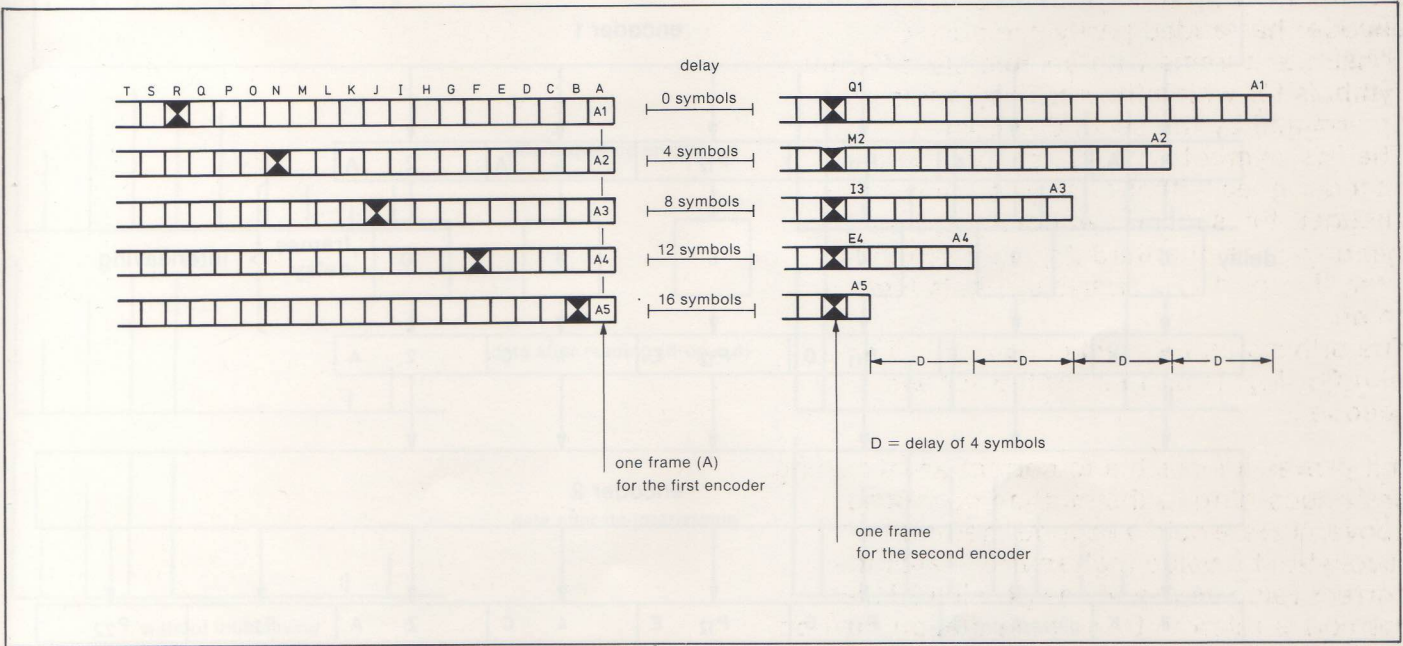 delay
T S R Q P O N M L K J I H G F E D C B A
A1
0 symbols
Q1 A1
A2
4 symbols
M2 A2
A3
8 symbols
I3 A3
A4
12 symbols
E4 A4
A5
16 symbols
A5
D D D D
D = delay of 4 symbols
one frame (A)
for the first encoder
one frame
for the second encoder